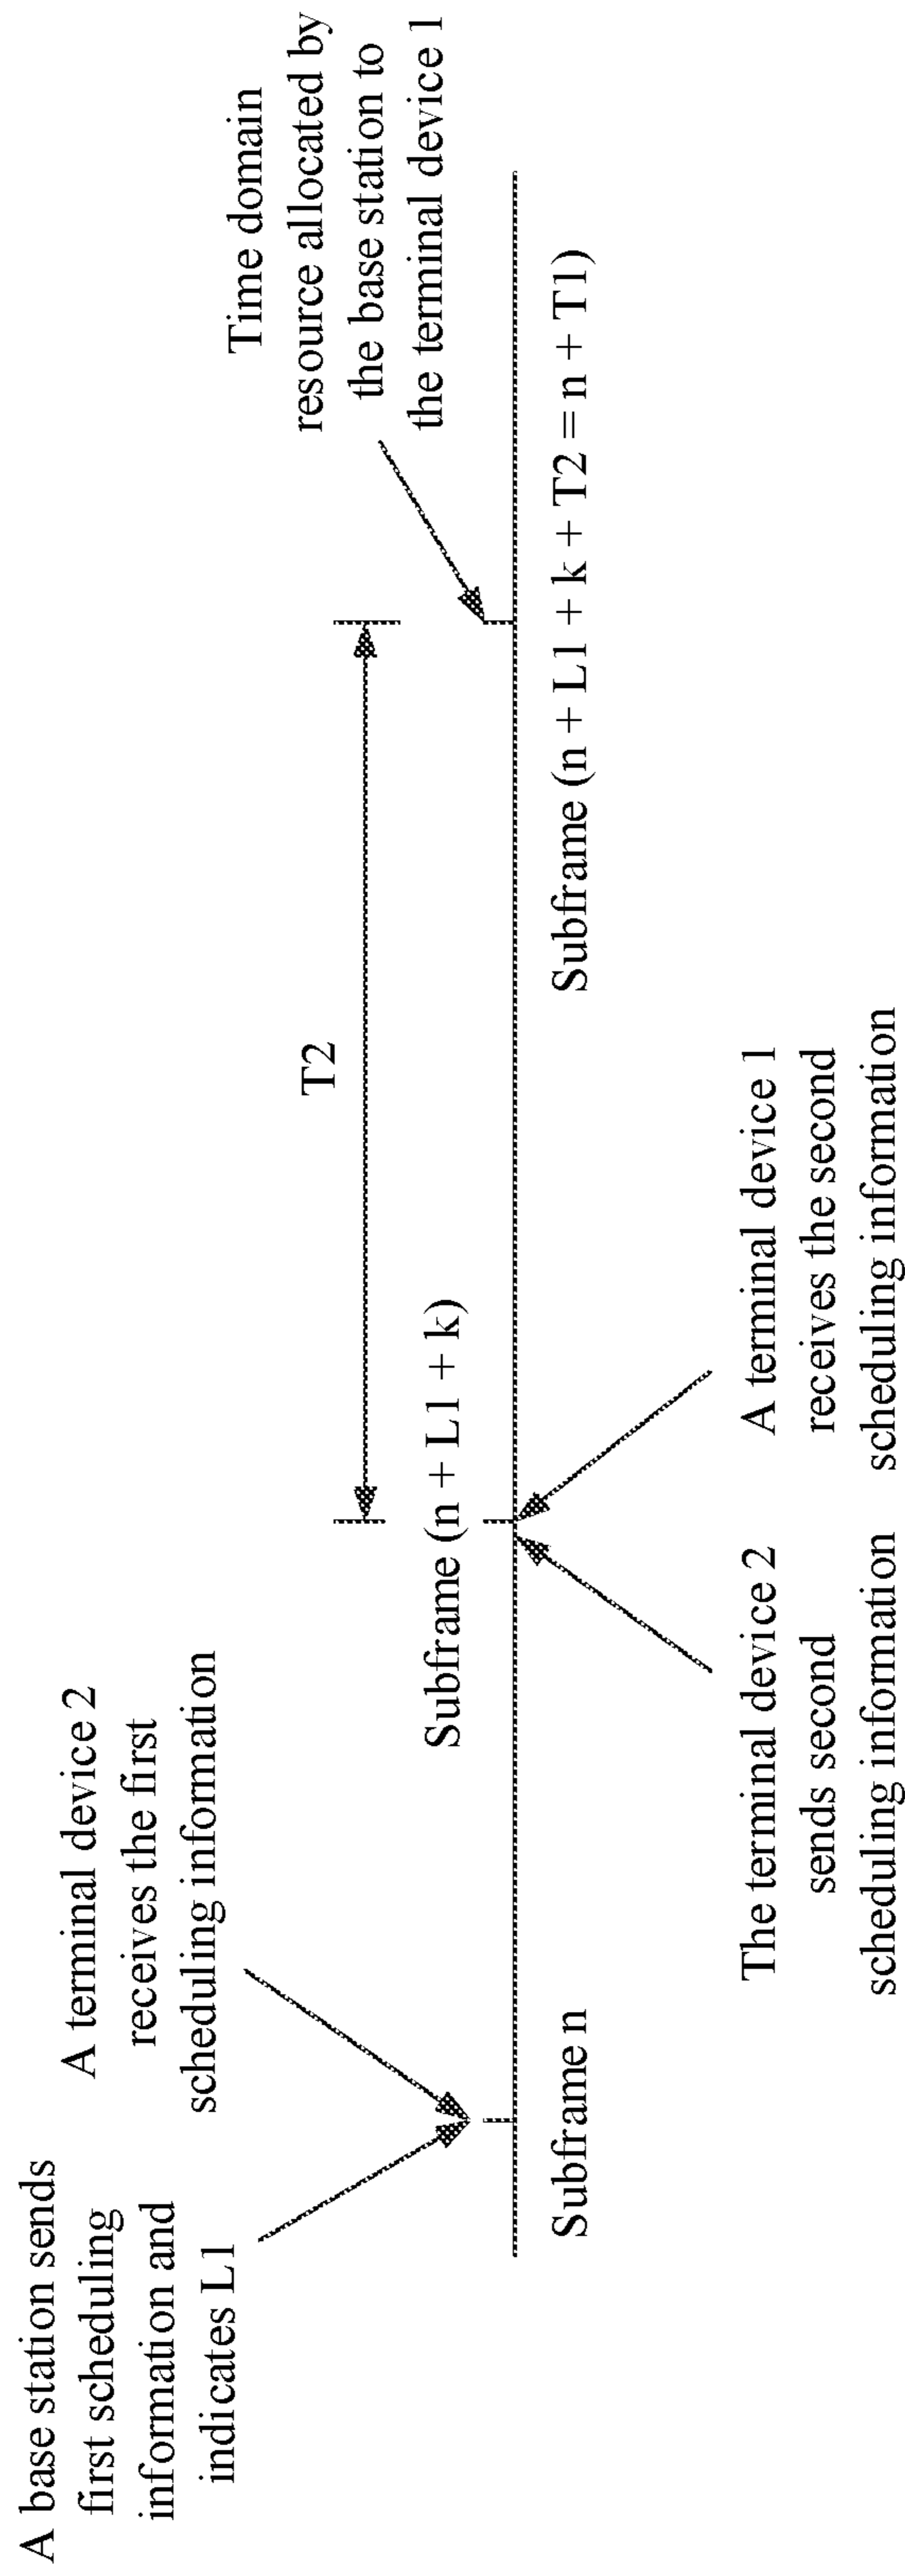 A base station sends
first scheduling
information and
indicates L1
A terminal device 2
receives the first
scheduling information
Subframe n
Subframe (n + L1 + k)
The terminal device 2
sends second
scheduling information
A terminal device 1
receives the second
scheduling information
T2
Time domain
resource allocated by
the base station to
the terminal device 1
Subframe (n + L1 + k + T2 = n + T1)